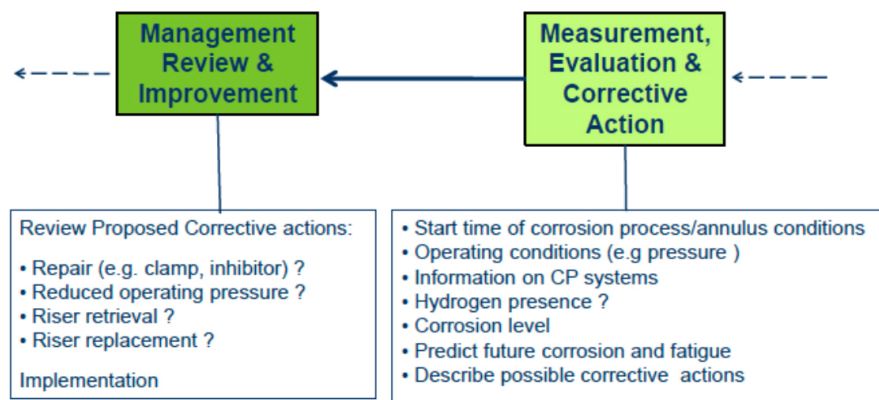 Management
Review &
Improvement
Measurement,
Evaluation &
Corrective
Action
Review Proposed Corrective actions:
• Repair (e.g. clamp, inhibitor) ?
• Reduced operating pressure ?
• Riser retrieval ?
• Riser replacement ?
Implementation
• Start time of corrosion process/annulus conditions
• Operating conditions (e.g pressure )
• Information on CP systems
• Hydrogen presence ?
• Corrosion level
• Predict future corrosion and fatigue
• Describe possible corrective  actions